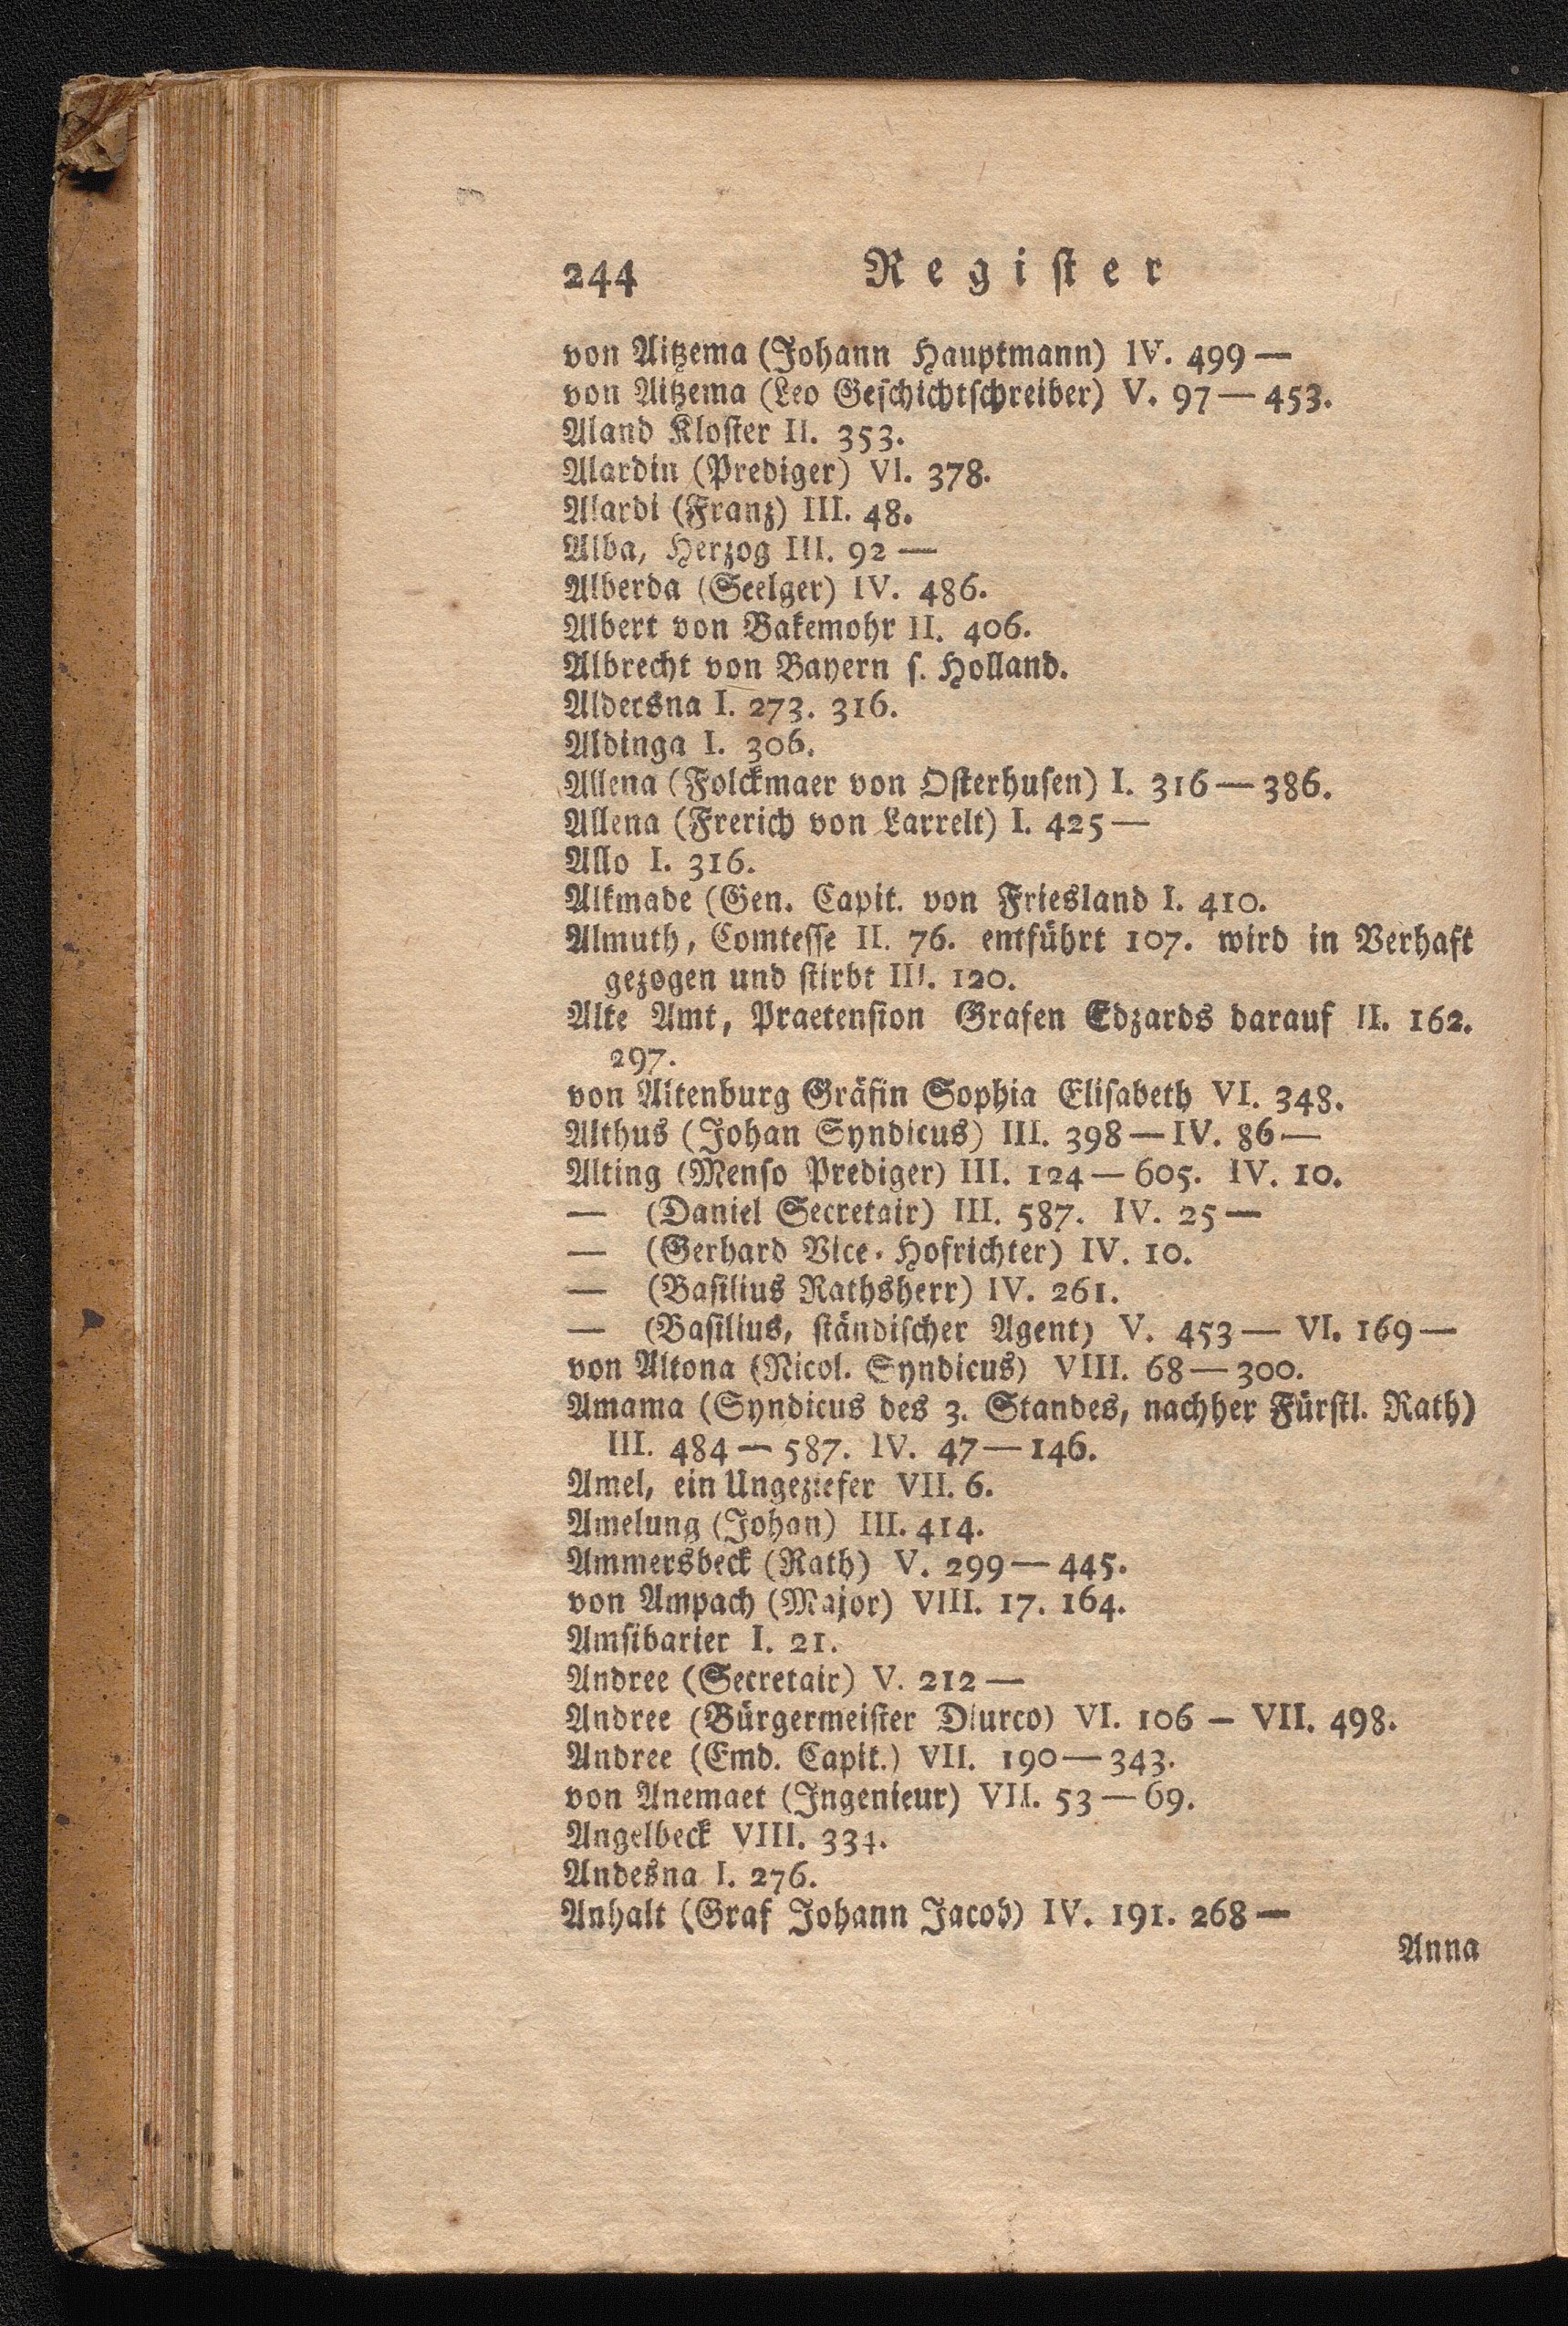 244 Regiſter
von Aitzema (Johann Hauptmann) IV. 499 —
von Aitzema (Leo Geſchichtſchreiber) V. 97 — 453.
Aland Kloſter II. 353.
Alardin (Prediger) VI. 378.
Alardi (Franz) III. 48.
Alba, Herzog III. 92 —
Alberda (Seelger) IV. 486.
Albert von Bakemohr II. 406.
Albrecht von Bayern ſ. Holland.
Aldersna I. 273. 316.
Aldinga I. 306.
Allena (Folckmaer von Oſterhuſen) I. 316 — 386.
Allena (Frerich von Larrelt) I. 425 —
Allo I. 316.
Alkmade (Gen. Capit. von Friesland I. 410.
Almuth, Comteſſe II. 76. entführt 107. wird in Verhaft
gezogen und ſtirbt III. 120.
Alte Amt, Praetenſion Grafen Edzards darauf II. 162.
297.
von Altenburg Gräfin Sophia Eliſabeth VI. 348.
Althus (Johan Syndicus) III. 398 — IV. 86 —
Alting (Menſo Prediger) III. 124 — 605. IV. 10.
— (Daniel Secretair) III. 587. IV. 25 —
— (Gerhard Vice-Hofrichter) IV. 10.
— (Baſilius Rathsherr) IV. 261.
— (Baſilius, ſtändiſcher Agent) V. 453 — VI. 169 —
von Altona (Nicol. Syndicus) VIII. 68 — 300.
Amama (Syndicus des 3. Standes, nachher Fürſtl. Rath)
III. 484 — 587. IV. 47 — 146.
Amel, ein Ungeziefer VII. 6.
Amelung (Johan) III. 414.
Ammersbeck (Rath) V. 299 — 445.
von Ampach (Major) VIII. 17. 164.
Amſibarier I. 21.
Andree (Secretair) V. 212 —
Andree (Bürgermeiſter Diurco) VI. 106 — VII. 498.
Andree (Emd. Capit.) VII. 190 — 343.
von Anemaet (Ingenieur) VII. 53 — 69.
Angelbeck VIII. 334.
Andesna I. 276.
Anhalt (Graf Johann Jacob) IV. 191. 268 —
Anna